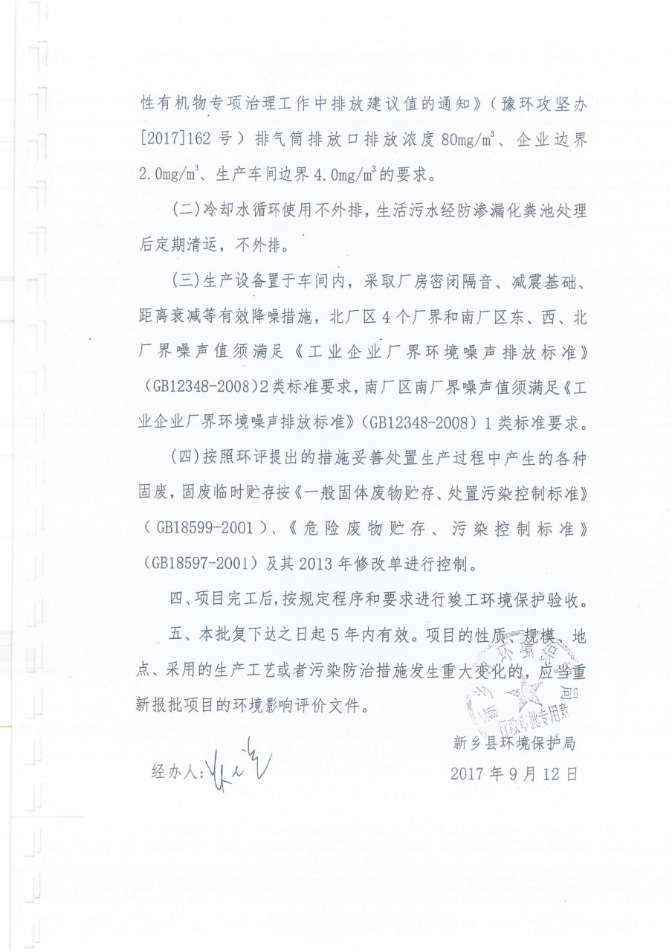 性有机物专项治理工作中排放建议值的通知》(豫环攻坚办
[2017]162 号) 排气筒排放口排放浓度 80mg/m³、企业边界
2.0mg/m³、生产车间边界 4.0mg/m³的要求。
(二)冷却水循环使用不外排,生活污水经防渗漏化粪池处理
后定期清运,不外排。
(三)生产设备置于车间内,采取厂房密闭隔音、减震基础、
距离衰减等有效降噪措施,北厂区 4 个厂界和南厂区东、西、北
厂界噪声值须满足《工业企业厂界环境噪声排放标准》
(GB12348-2008)2 类标准要求,南厂区南厂界噪声值须满足《工
业企业厂界环境噪声排放标准》(GB12348-2008) 1 类标准要求。
(四)按照环评提出的措施妥善处置生产过程中产生的各种
固废,固废临时贮存按《一般固体废物贮存、处置污染控制标准》
(GB18599-2001)、《危险废物贮存、污染控制标准》
(GB18597-2001) 及其 2013 年修改单进行控制。
四、项目完工后,按规定程序和要求进行竣工环境保护验收。
五、本批复下达之日起 5 年内有效。项目的性质、规模、地
点、采用的生产工艺或者污染防治措施发生重大变化的,应当重
新报批项目的环境影响评价文件。
行政审批专用章
新乡县环境保护局
经办人:
2017 年 9 月 12 日